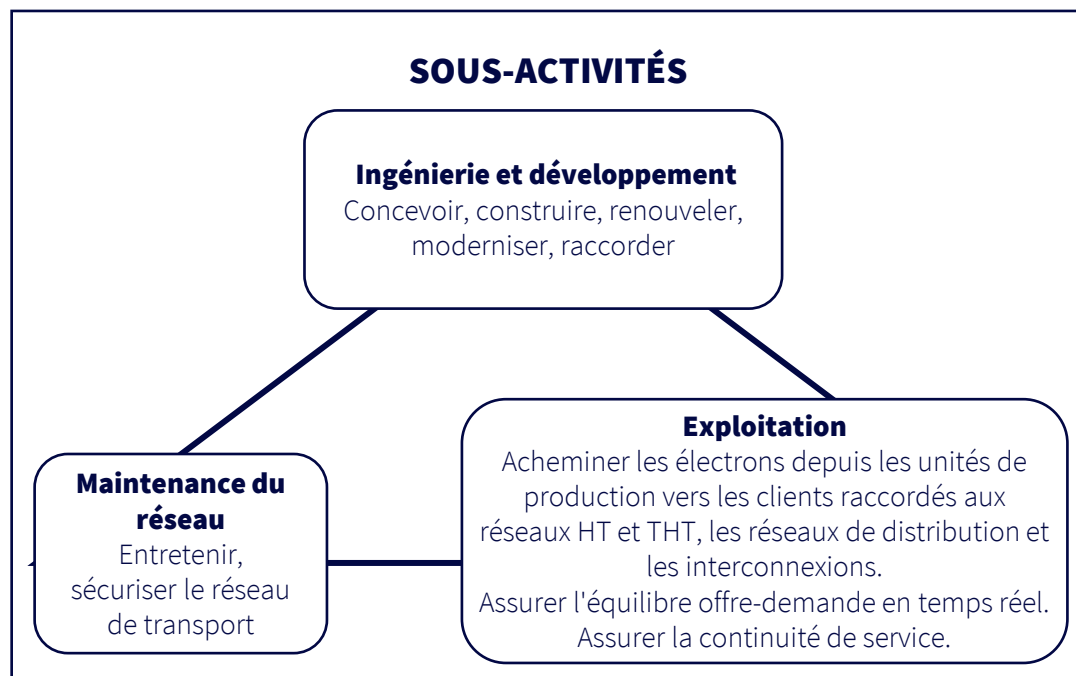 SOUS-ACTIVITÉS
Ingénierie et développement
Concevoir, construire, renouveler,
moderniser, raccorder
Maintenance du
réseau
Entretenir,
sécuriser le réseau
de transport
Exploitation
Acheminer les électrons depuis les unités de
production vers les clients raccordés aux
réseaux HT et THT, les réseaux de distribution et
les interconnexions.
Assurer l'équilibre offre-demande en temps réel.
Assurer la continuité de service.